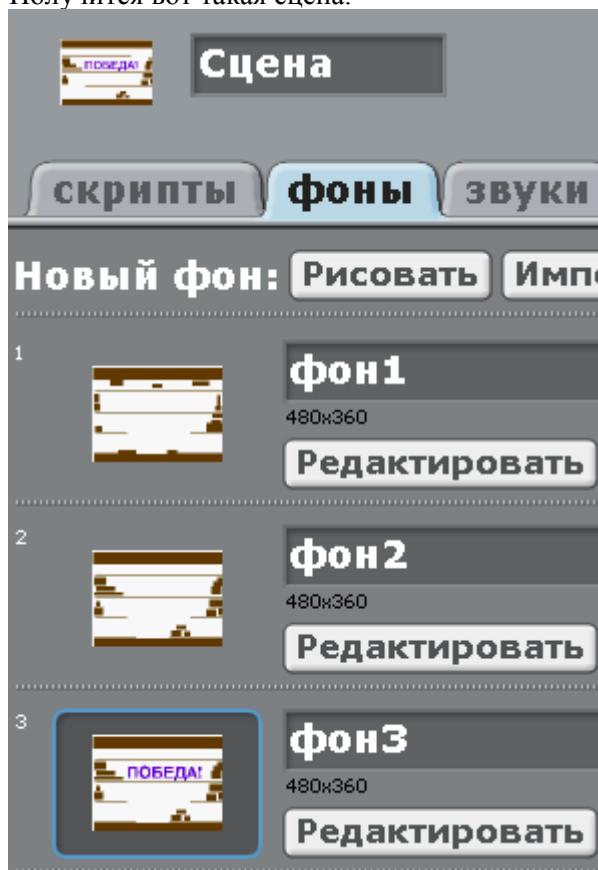 Получится вот такая сцена:
ПОБЕДА! Сцена
скрипты фоны звуки
Новый фон: Рисовать Импо
1
фон1
480x360
Редактировать
2
фон2
480x360
Редактировать
3
ПОБЕДА!
фон3
480x360
Редактировать